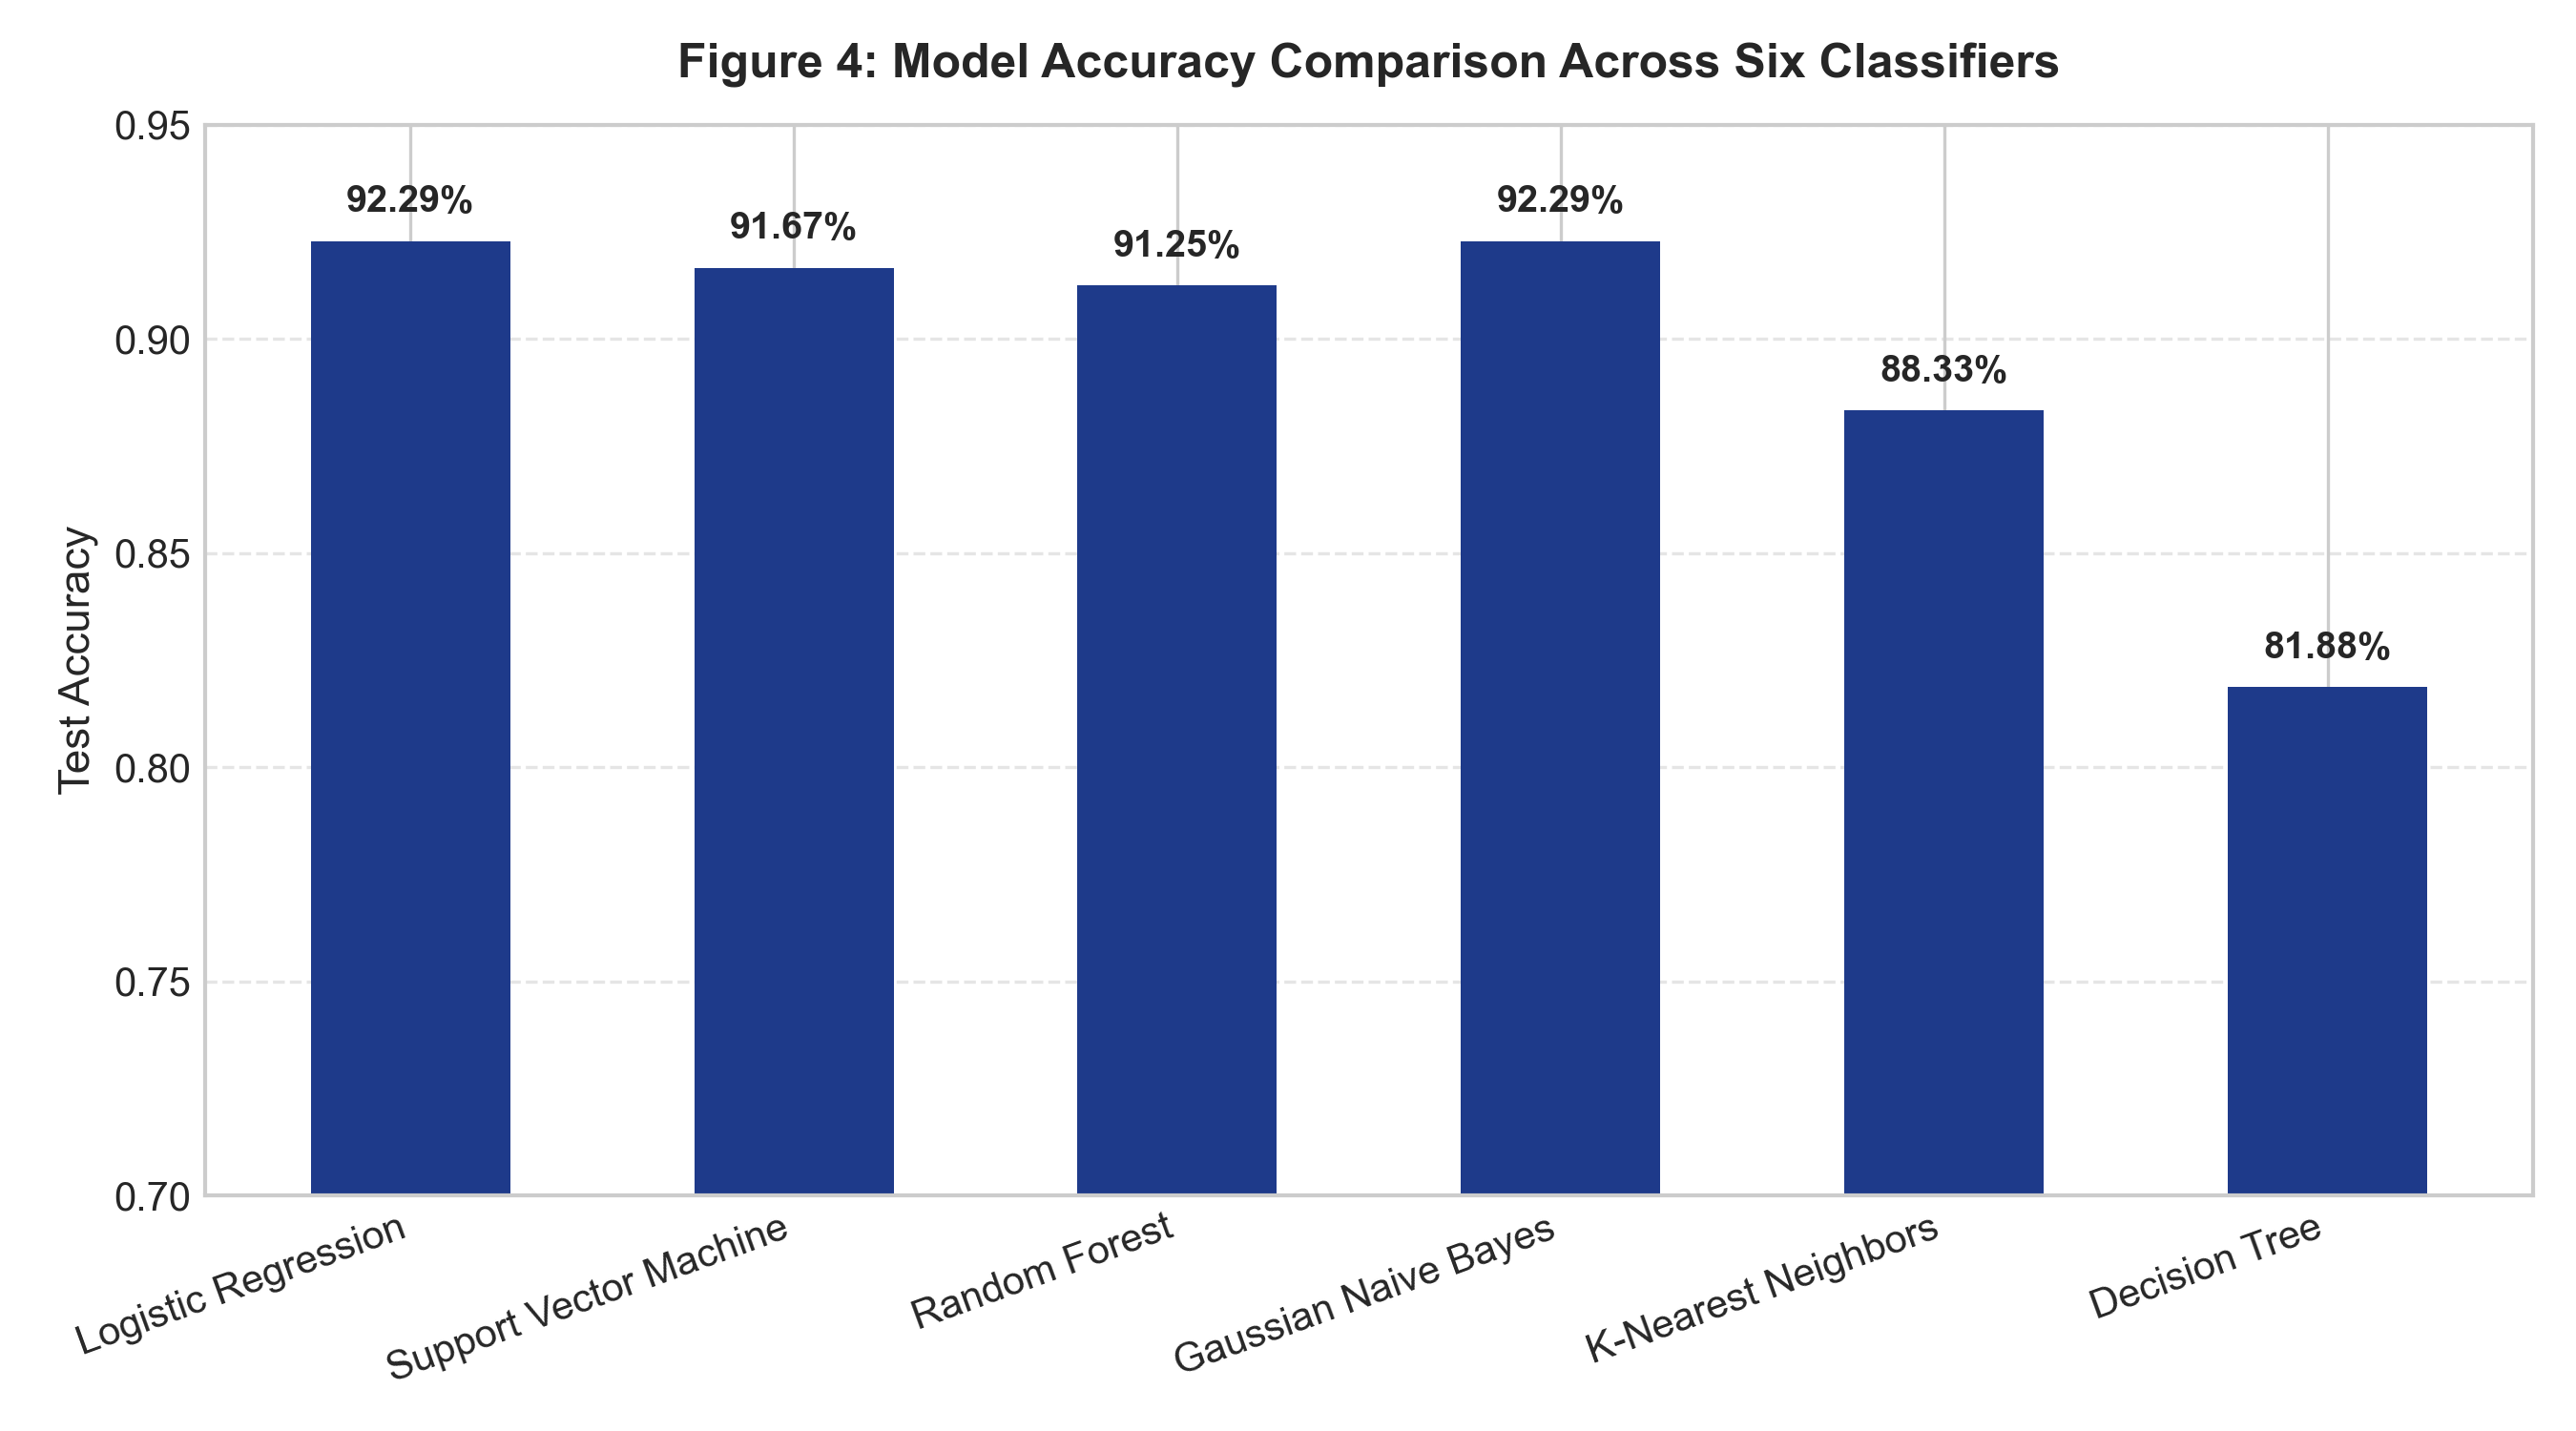 Figure 4: Model Accuracy Comparison Across Six Classifiers
0.95
0.90
0.85
0.80
0.75
0.70
Test Accuracy
92.29%
91.67%
91.25%
92.29%
88.33%
81.88%
Logistic Regression
Support Vector Machine
Random Forest
Gaussian Naive Bayes
K-Nearest Neighbors
Decision Tree